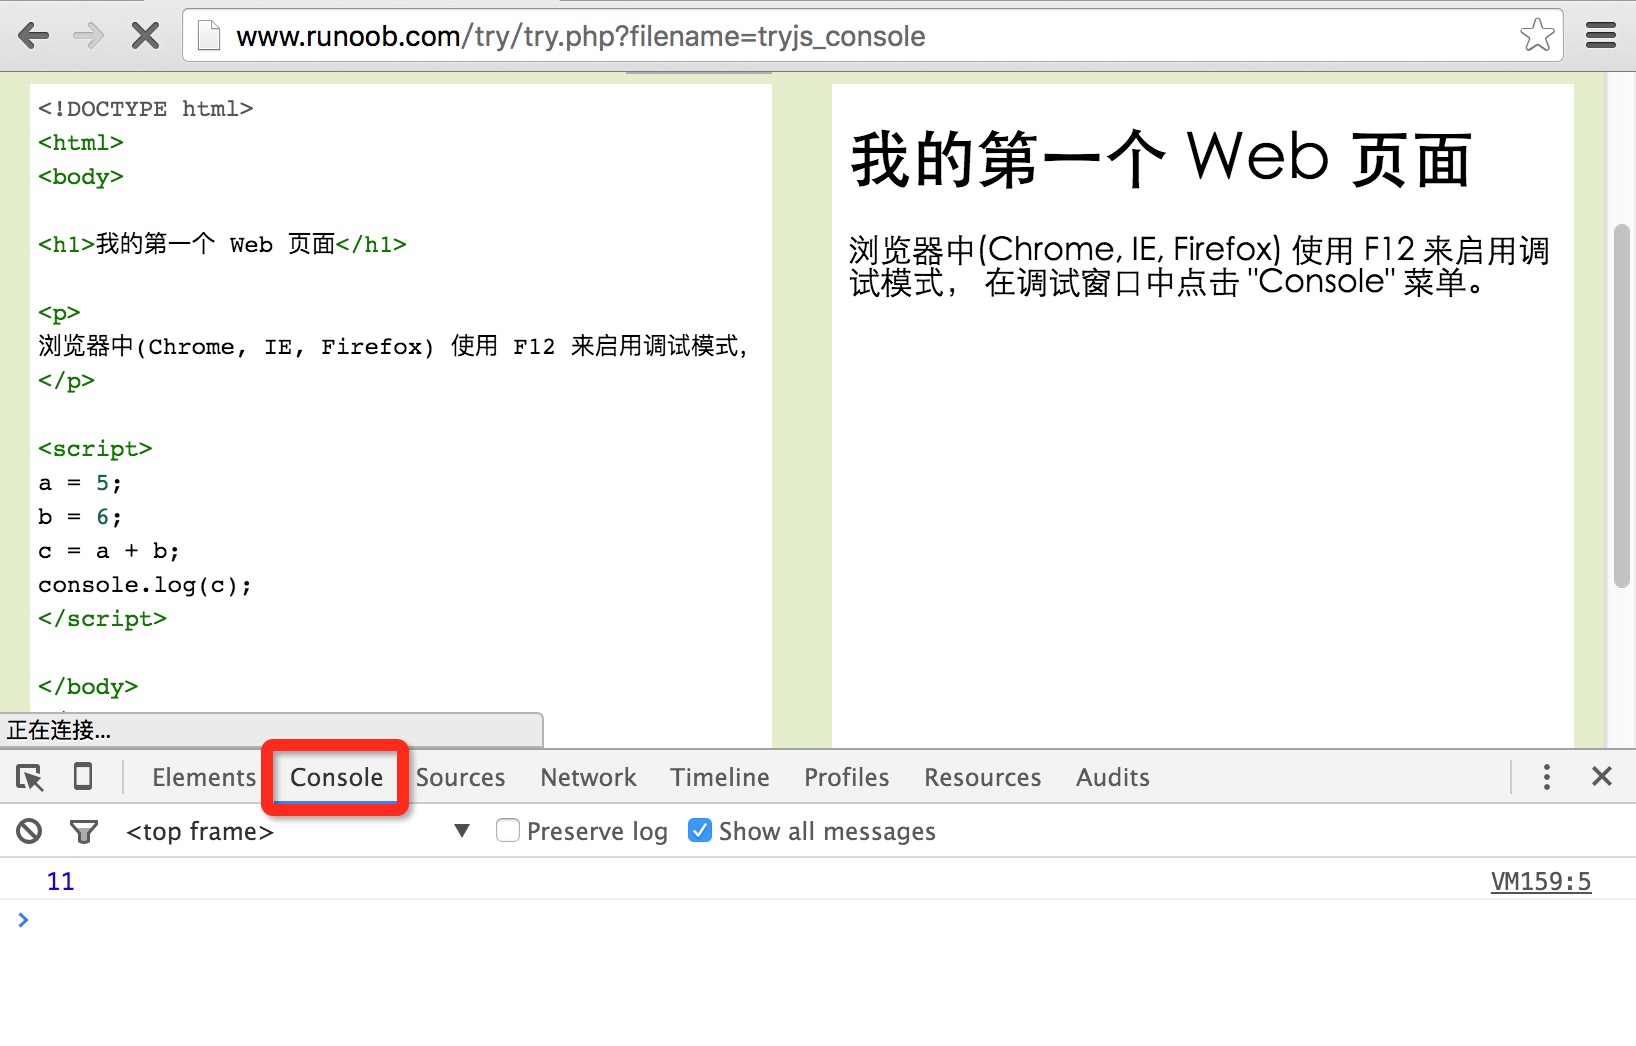 www.runoob.com/try/try.php?filename=tryjs_console
<!DOCTYPE html>
<html>
<body>
<h1>我的第一个 Web 页面</h1>
<p>
浏览器中(Chrome, IE, Firefox) 使用 F12 来启用调试模式,
</p>
<script>
a = 5;
b = 6;
c = a + b;
console.log(c);
</script>
</body>
我的第一个 Web 页面
浏览器中(Chrome, IE, Firefox) 使用 F12 来启用调
试模式， 在调试窗口中点击 "Console" 菜单。
正在连接...
Elements Console Sources Network Timeline Profiles Resources Audits
<top frame> ▼ Preserve log Show all messages
11 VM159:5
>